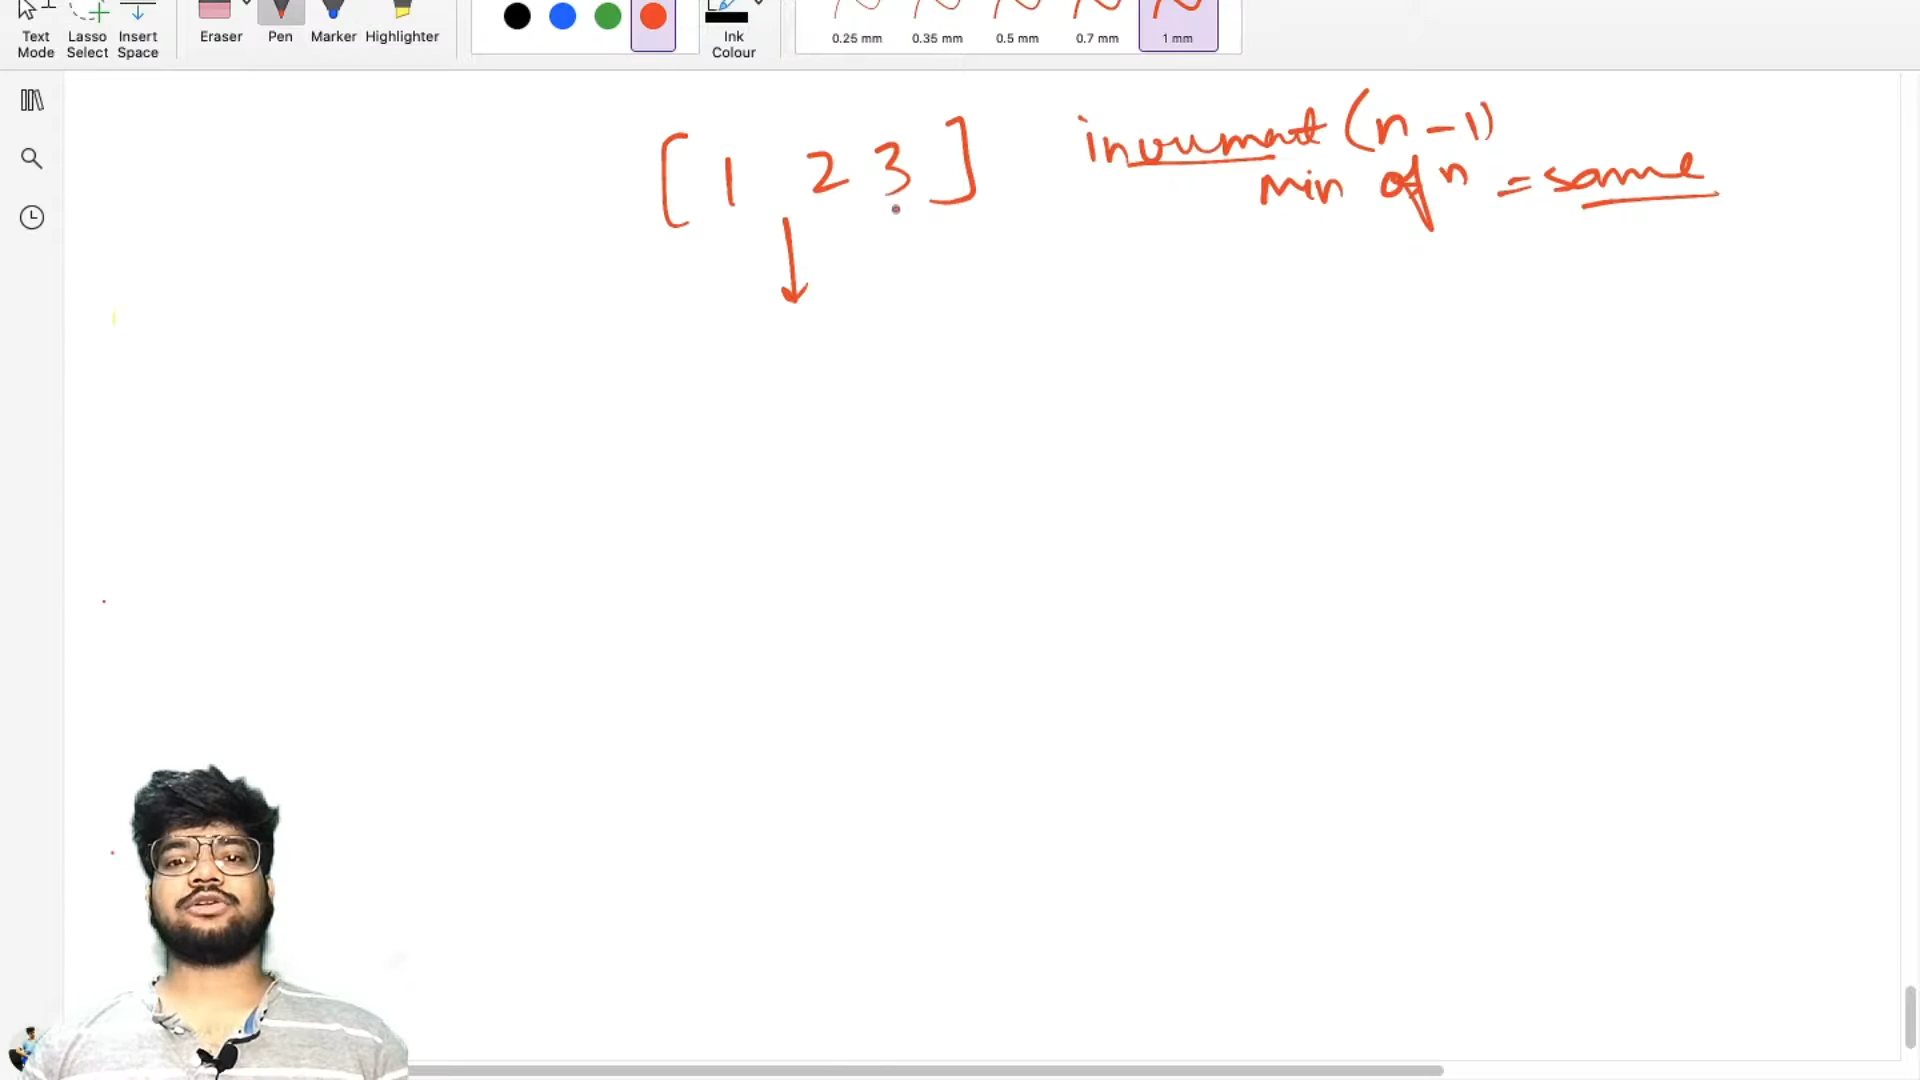 Text Mode
Lasso Select
Insert Space
Eraser
Pen
Marker
Highlighter
Ink Colour
0.25 mm
0.35 mm
0.5 mm
0.7 mm
1 mm
[ 1 2 3 ]
increment (n-1)
min of n = same